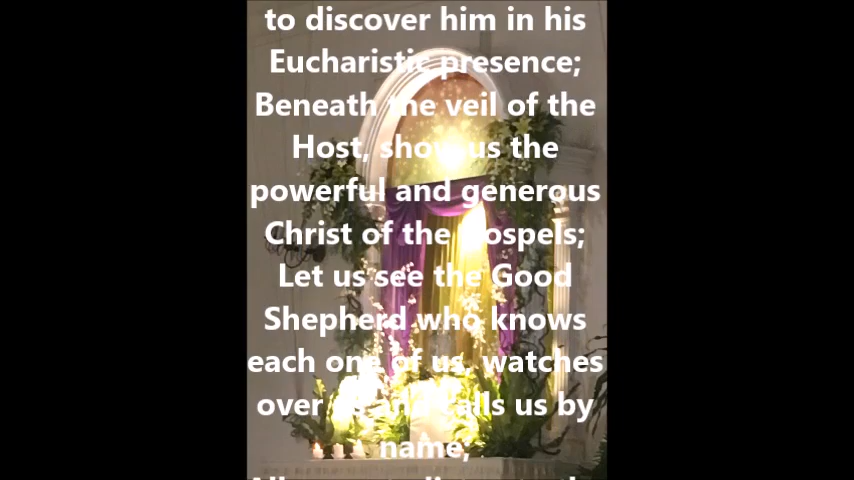 to discover him in his
Eucharistic presence;
Beneath the veil of the
Host, show us the
powerful and generous
Christ of the Gospels;
Let us see the Good
Shepherd who knows
each one of us, watches
over us and calls us by
name;